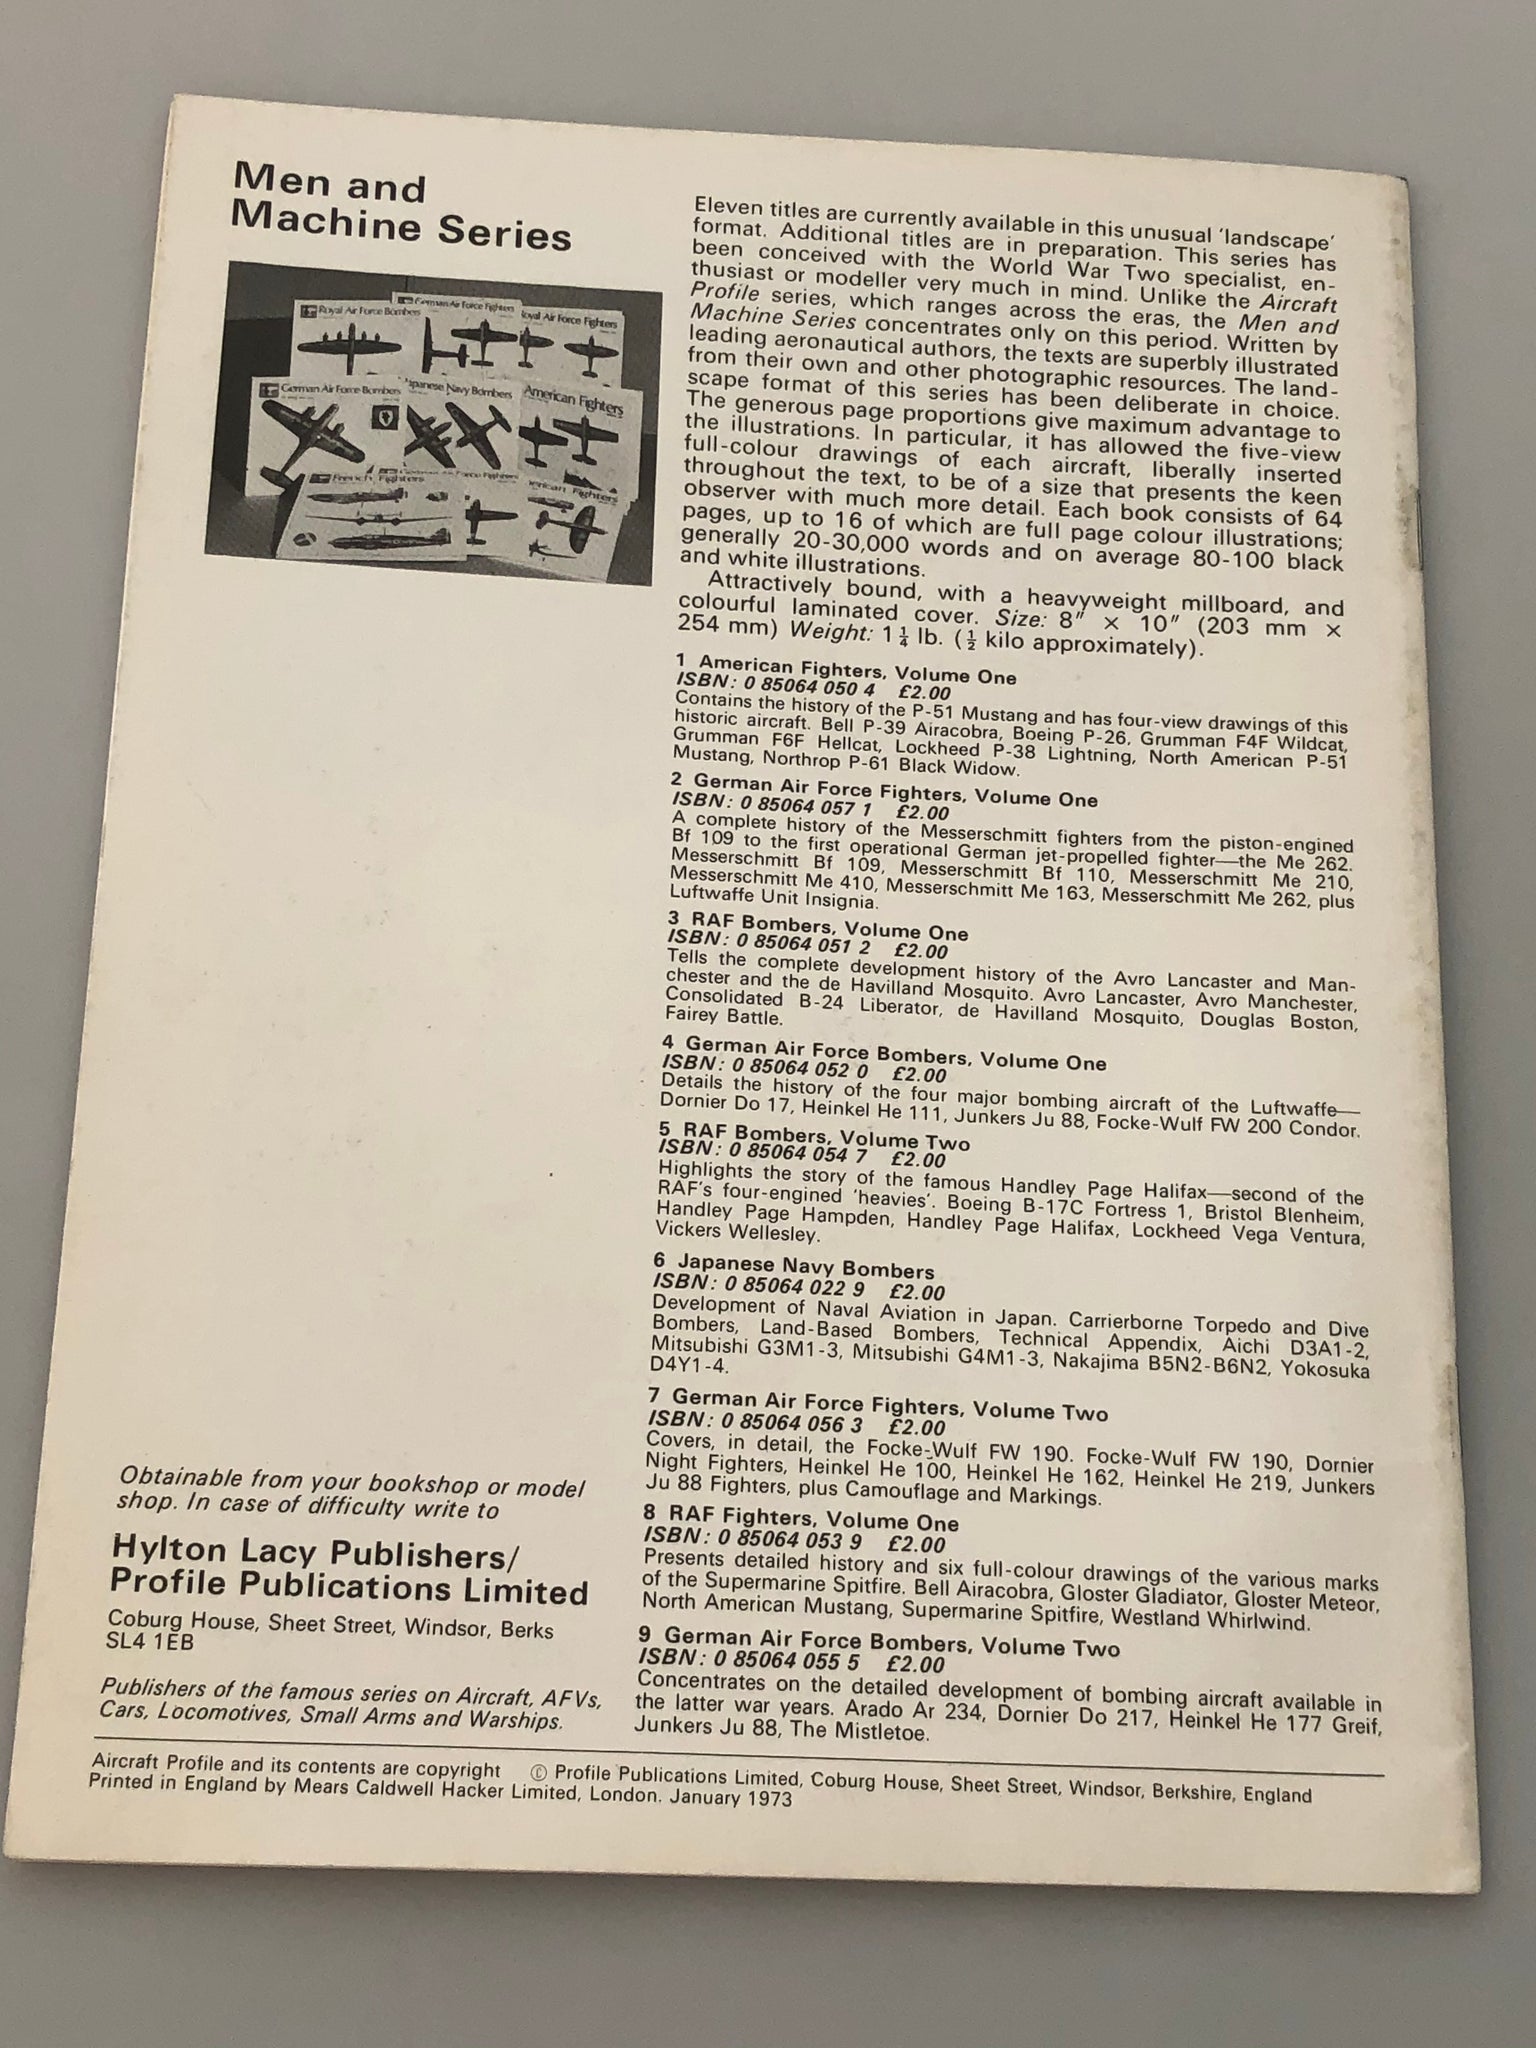 Men and
Machine Series
German Air Force Fighters
Royal Air Force Bombers
Royal Air Force Fighters
German Air Force Bombers
Japanese Navy Bombers
American Fighters
French Fighters
Obtainable from your bookshop or model
shop. In case of difficulty write to
Hylton Lacy Publishers/
Profile Publications Limited
Coburg House, Sheet Street, Windsor, Berks
SL4 1EB
Publishers of the famous series on Aircraft, AFVs,
Cars, Locomotives, Small Arms and Warships.
Eleven titles are currently available in this unusual 'landscape'
format. Additional titles are in preparation. This series has
been conceived with the World War Two specialist, en-
thusiast or modeller very much in mind. Unlike the Aircraft
Profile series, which ranges across the eras, the Men and
Machine Series concentrates only on this period. Written by
leading aeronautical authors, the texts are superbly illustrated
from their own and other photographic resources. The land-
scape format of this series has been deliberate in choice.
The generous page proportions give maximum advantage to
the illustrations. In particular, it has allowed the five-view
full-colour drawings of each aircraft, liberally inserted
throughout the text, to be of a size that presents the keen
observer with much more detail. Each book consists of 64
pages, up to 16 of which are full page colour illustrations;
generally 20-30,000 words and on average 80-100 black
and white illustrations.
Attractively bound, with a heavyweight millboard, and
colourful laminated cover. Size: 8" × 10" (203 mm ×
254 mm) Weight: 1¼ lb. (½ kilo approximately).
1 American Fighters, Volume One
ISBN: 0 85064 050 4 £2.00
Contains the history of the P-51 Mustang and has four-view drawings of this
historic aircraft. Bell P-39 Airacobra, Boeing P-26, Grumman F4F Wildcat,
Grumman F6F Hellcat, Lockheed P-38 Lightning, North American P-51
Mustang, Northrop P-61 Black Widow.
2 German Air Force Fighters, Volume One
ISBN: 0 85064 057 1 £2.00
A complete history of the Messerschmitt fighters from the piston-engined
Bf 109 to the first operational German jet-propelled fighter—the Me 262.
Messerschmitt Bf 109, Messerschmitt Bf 110, Messerschmitt Me 210,
Messerschmitt Me 410, Messerschmitt Me 163, Messerschmitt Me 262, plus
Luftwaffe Unit Insignia.
3 RAF Bombers, Volume One
ISBN: 0 85064 051 2 £2.00
Tells the complete development history of the Avro Lancaster and Man-
chester and the de Havilland Mosquito. Avro Lancaster, Avro Manchester,
Consolidated B-24 Liberator, de Havilland Mosquito, Douglas Boston,
Fairey Battle.
4 German Air Force Bombers, Volume One
ISBN: 0 85064 052 0 £2.00
Details the history of the four major bombing aircraft of the Luftwaffe—
Dornier Do 17, Heinkel He 111, Junkers Ju 88, Focke-Wulf FW 200 Condor.
5 RAF Bombers, Volume Two
ISBN: 0 85064 054 7 £2.00
Highlights the story of the famous Handley Page Halifax—second of the
RAF's four-engined 'heavies'. Boeing B-17C Fortress 1, Bristol Blenheim,
Handley Page Hampden, Handley Page Halifax, Lockheed Vega Ventura,
Vickers Wellesley.
6 Japanese Navy Bombers
ISBN: 0 85064 022 9 £2.00
Development of Naval Aviation in Japan. Carrierborne Torpedo and Dive
Bombers, Land-Based Bombers, Technical Appendix, Aichi D3A1-2,
Mitsubishi G3M1-3, Mitsubishi G4M1-3, Nakajima B5N2-B6N2, Yokosuka
D4Y1-4.
7 German Air Force Fighters, Volume Two
ISBN: 0 85064 056 3 £2.00
Covers, in detail, the Focke-Wulf FW 190. Focke-Wulf FW 190, Dornier
Night Fighters, Heinkel He 100, Heinkel He 162, Heinkel He 219, Junkers
Ju 88 Fighters, plus Camouflage and Markings.
8 RAF Fighters, Volume One
ISBN: 0 85064 053 9 £2.00
Presents detailed history and six full-colour drawings of the various marks
of the Supermarine Spitfire. Bell Airacobra, Gloster Gladiator, Gloster Meteor,
North American Mustang, Supermarine Spitfire, Westland Whirlwind.
9 German Air Force Bombers, Volume Two
ISBN: 0 85064 055 5 £2.00
Concentrates on the detailed development of bombing aircraft available in
the latter war years. Arado Ar 234, Dornier Do 217, Heinkel He 177 Greif,
Junkers Ju 88, The Mistletoe.
Aircraft Profile and its contents are copyright © Profile Publications Limited, Coburg House, Sheet Street, Windsor, Berkshire, England
Printed in England by Mears Caldwell Hacker Limited, London. January 1973